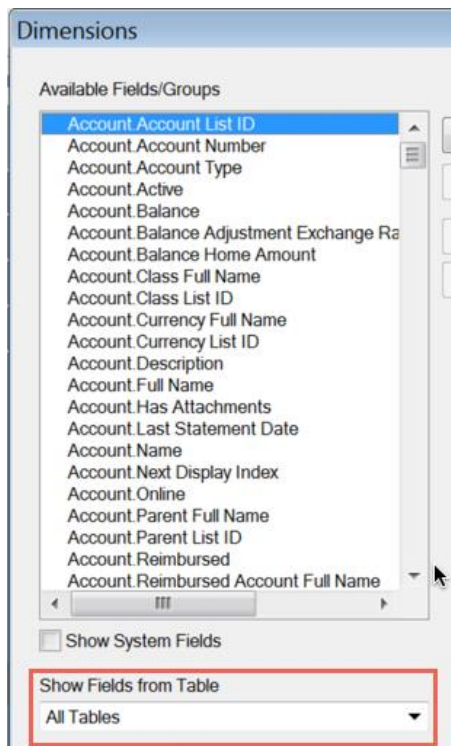 Dimensions
Available Fields/Groups
Account.Account List ID
Account.Account Number
Account.Account Type
Account.Active
Account.Balance
Account.Balance Adjustment Exchange Ra
Account.Balance Home Amount
Account.Class Full Name
Account.Class List ID
Account.Currency Full Name
Account.Currency List ID
Account.Description
Account.Full Name
Account.Has Attachments
Account.Last Statement Date
Account.Name
Account.Next Display Index
Account.Online
Account.Parent Full Name
Account.Parent List ID
Account.Reimbursed
Account.Reimbursed Account Full Name
Show System Fields
Show Fields from Table
All Tables